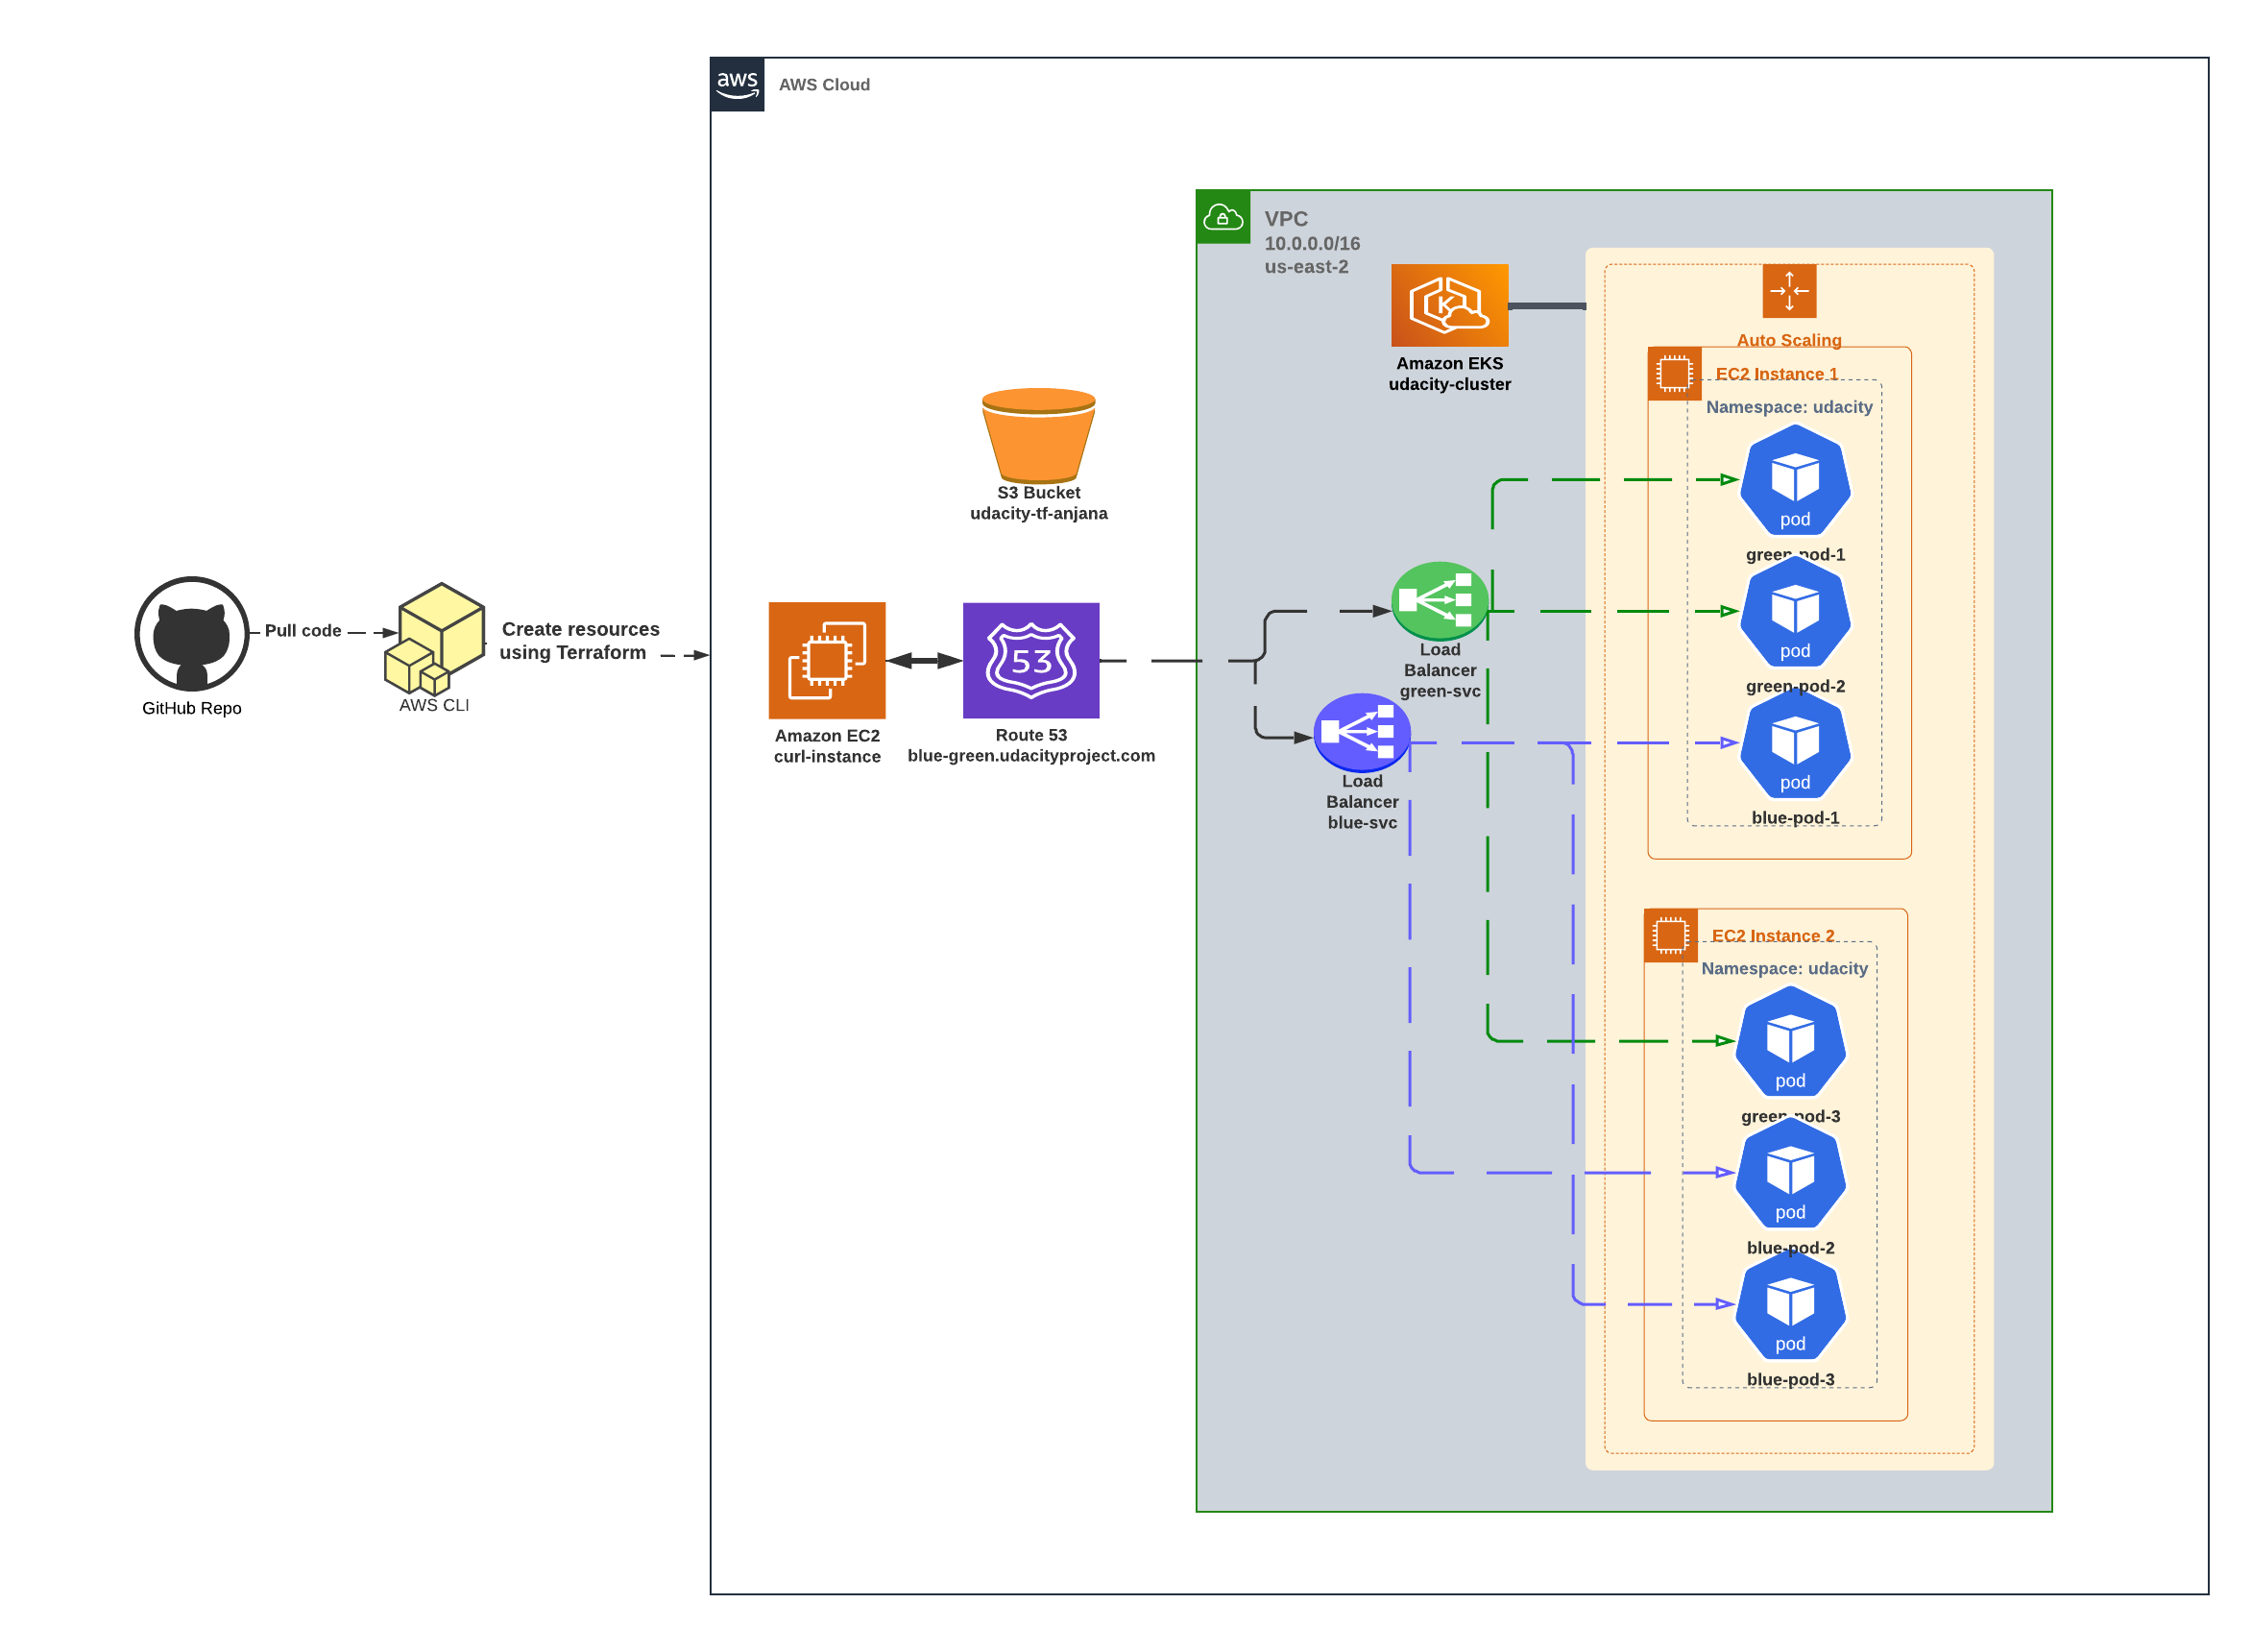 aws
AWS Cloud
VPC
10.0.0.0/16
us-east-2
Amazon EKS
udacity-cluster
Auto Scaling
EC2 Instance 1
Namespace: udacity
pod
green-pod-1
pod
green-pod-2
pod
blue-pod-1
S3 Bucket
udacity-tf-anjana
GitHub Repo
Pull code
AWS CLI
Create resources
using Terraform
Amazon EC2
curl-instance
53
Route 53
blue-green.udacityproject.com
Load
Balancer
green-svc
Load
Balancer
blue-svc
EC2 Instance 2
Namespace: udacity
pod
green-pod-3
pod
blue-pod-2
pod
blue-pod-3